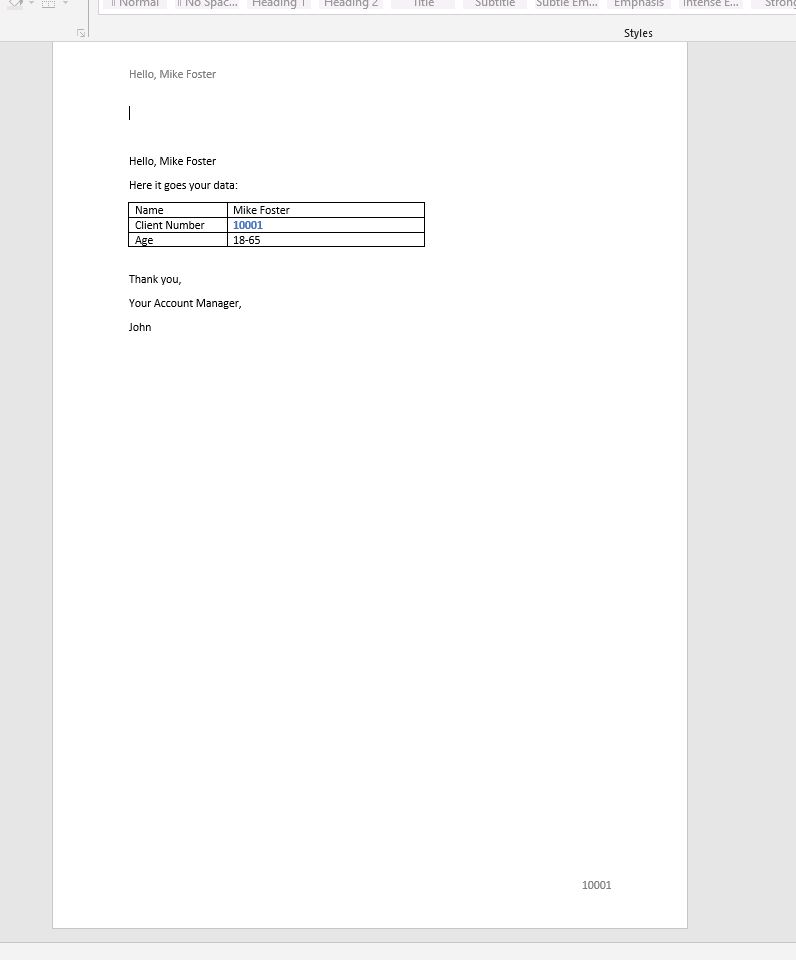 ¶ Normal ¶ No Spac... Heading 1 Heading 2 Title Subtitle Subtle Em... Emphasis Intense E... Strong
Styles
Hello, Mike Foster
Hello, Mike Foster
Here it goes your data:
Name Mike Foster
Client Number 10001
Age 18-65
Thank you,
Your Account Manager,
John
10001